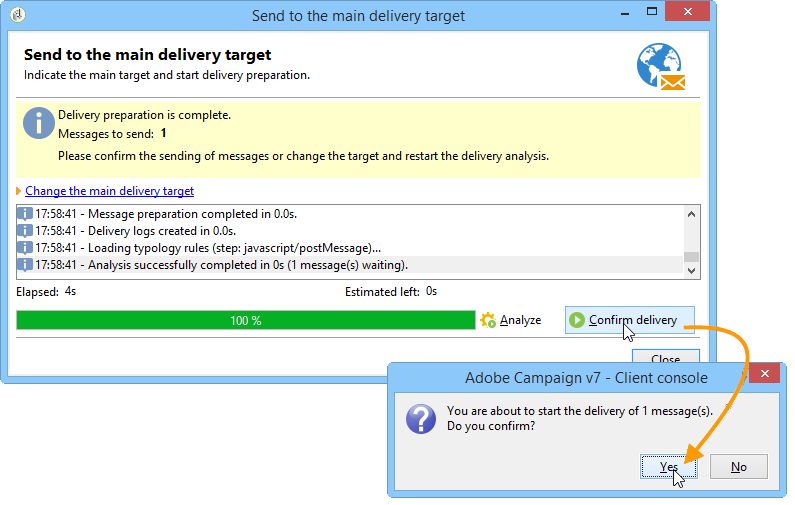 Send to the main delivery target
Send to the main delivery target
Indicate the main target and start delivery preparation.
Delivery preparation is complete.
Messages to send: 1
Please confirm the sending of messages or change the target and restart the delivery analysis.
Change the main delivery target
17:58:41 - Message preparation completed in 0.0s.
17:58:41 - Delivery logs created in 0.0s.
17:58:41 - Loading typology rules (step: javascript/postMessage)...
17:58:41 - Analysis successfully completed in 0s (1 message(s) waiting).
Elapsed: 4s Estimated left: 0s
100 % Analyze Confirm delivery
Close
Adobe Campaign v7 - Client console
You are about to start the delivery of 1 message(s).
Do you confirm?
Yes No